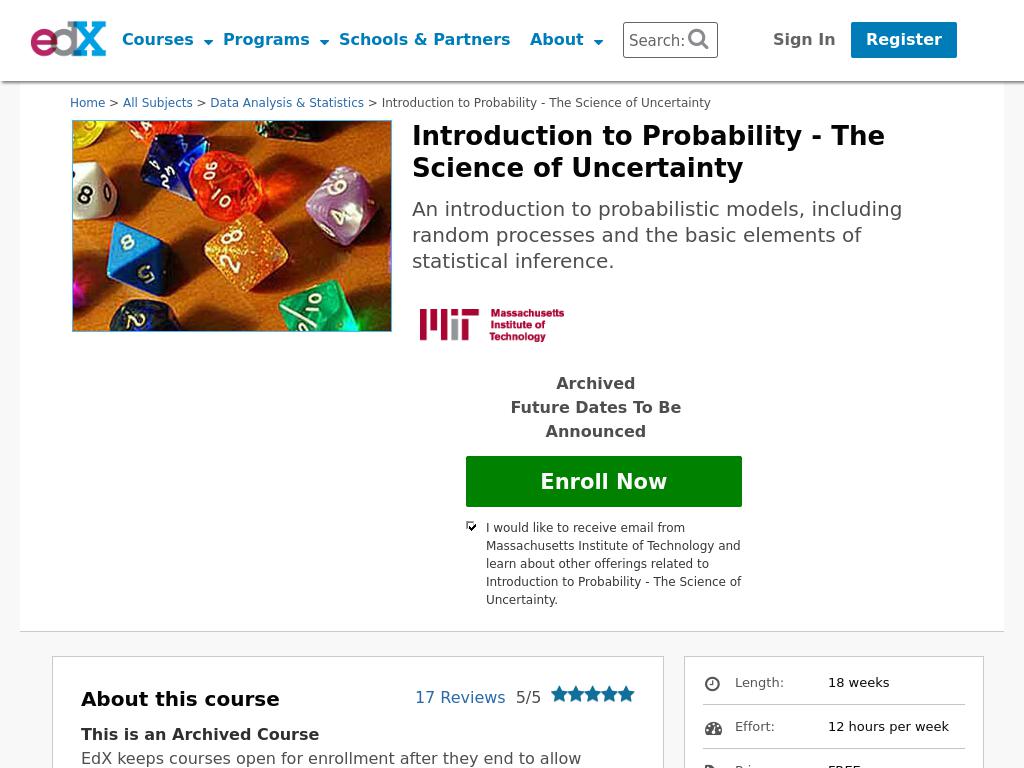 edX Courses Programs Schools & Partners About Search: Sign In Register
Home > All Subjects > Data Analysis & Statistics > Introduction to Probability - The Science of Uncertainty
Introduction to Probability - The
Science of Uncertainty
An introduction to probabilistic models, including
random processes and the basic elements of
statistical inference.
MIT Massachusetts
Institute of
Technology
Archived
Future Dates To Be
Announced
Enroll Now
I would like to receive email from
Massachusetts Institute of Technology and
learn about other offerings related to
Introduction to Probability - The Science of
Uncertainty.
About this course 17 Reviews 5/5
This is an Archived Course
EdX keeps courses open for enrollment after they end to allow
Length: 18 weeks
Effort: 12 hours per week